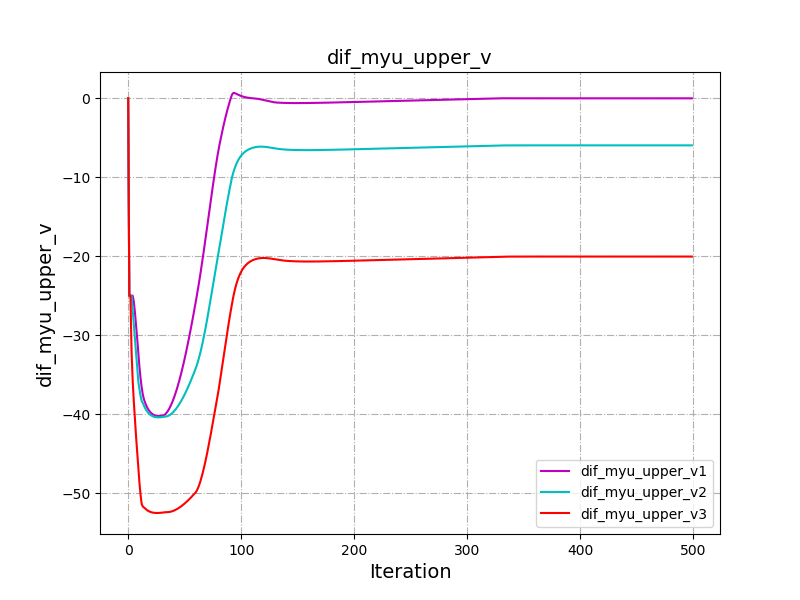 dif_myu_upper_v
dif_myu_upper_v
0
−10
−20
−30
−40
−50
dif_myu_upper_v1
dif_myu_upper_v2
dif_myu_upper_v3
0 100 200 300 400 500
Iteration